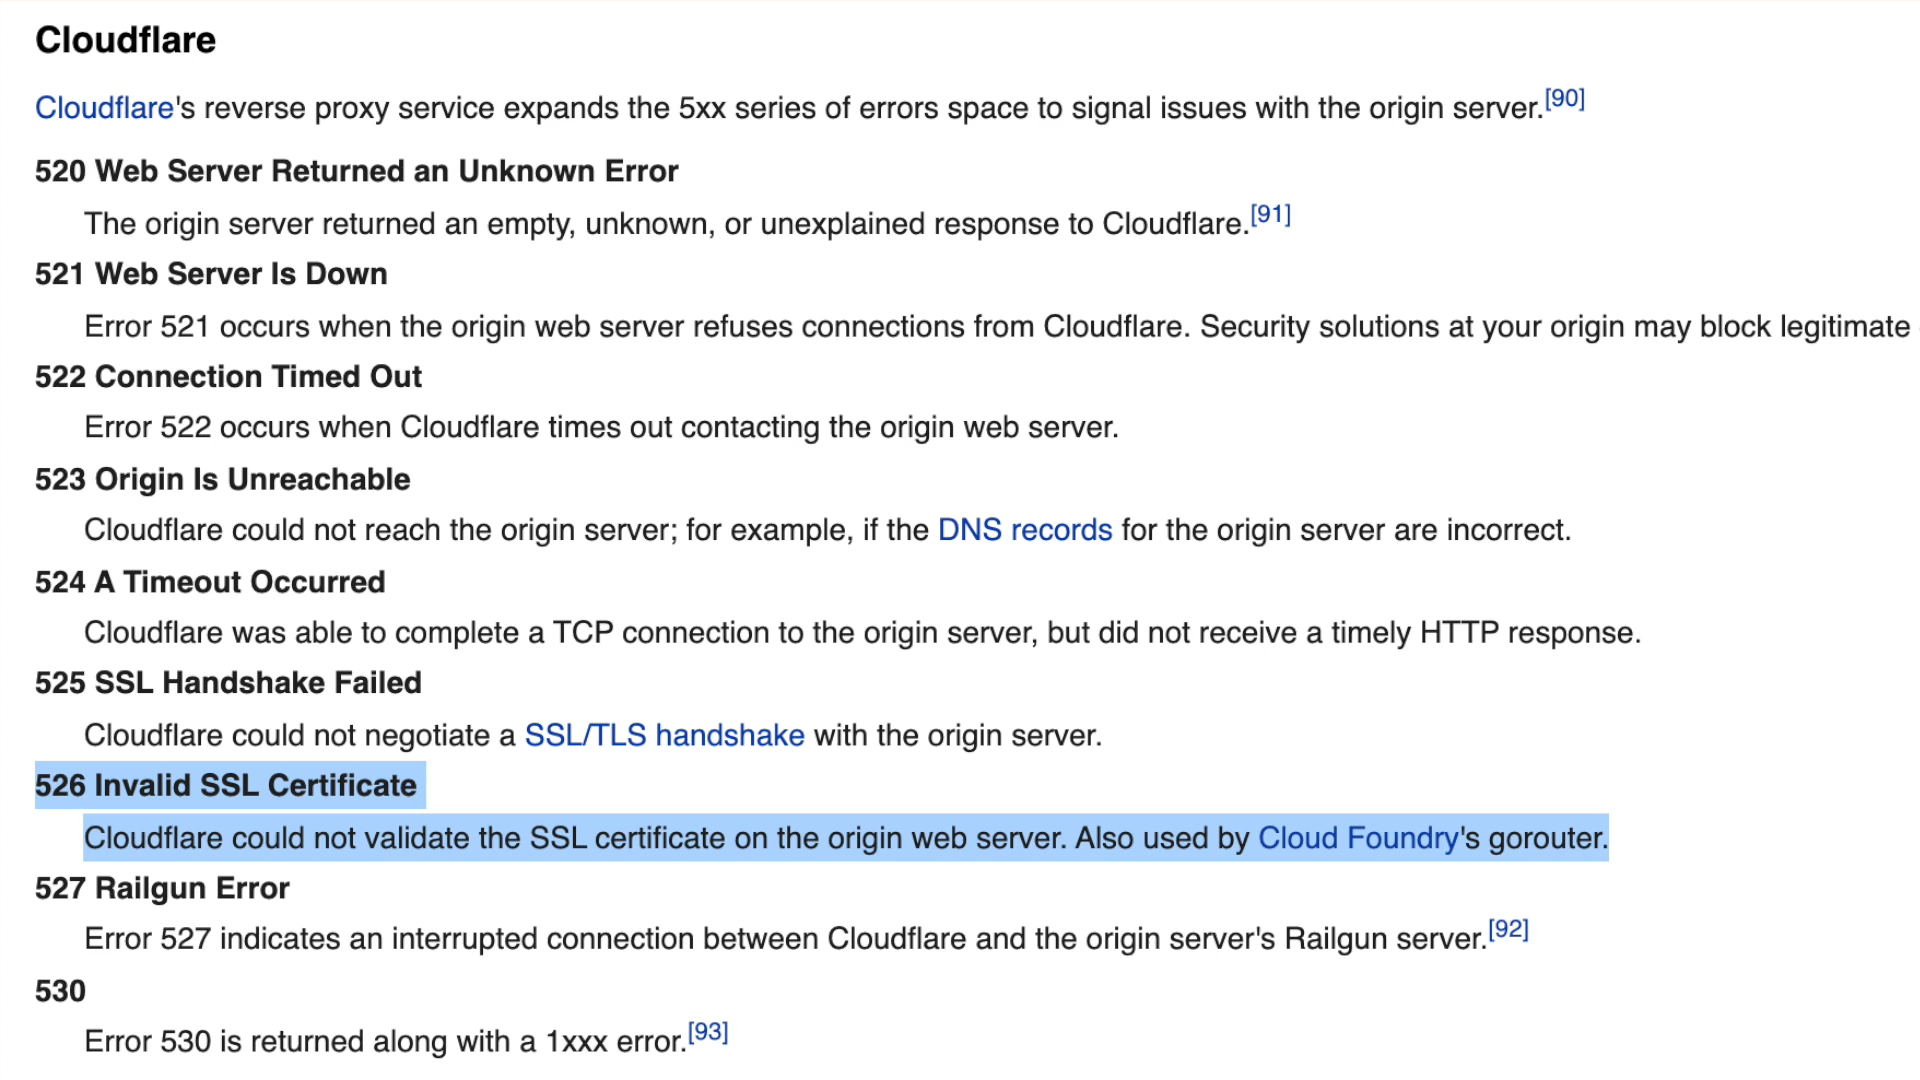 Cloudflare
Cloudflare's reverse proxy service expands the 5xx series of errors space to signal issues with the origin server.[90]
520 Web Server Returned an Unknown Error
The origin server returned an empty, unknown, or unexplained response to Cloudflare.[91]
521 Web Server Is Down
Error 521 occurs when the origin web server refuses connections from Cloudflare. Security solutions at your origin may block legitimate
522 Connection Timed Out
Error 522 occurs when Cloudflare times out contacting the origin web server.
523 Origin Is Unreachable
Cloudflare could not reach the origin server; for example, if the DNS records for the origin server are incorrect.
524 A Timeout Occurred
Cloudflare was able to complete a TCP connection to the origin server, but did not receive a timely HTTP response.
525 SSL Handshake Failed
Cloudflare could not negotiate a SSL/TLS handshake with the origin server.
526 Invalid SSL Certificate
Cloudflare could not validate the SSL certificate on the origin web server. Also used by Cloud Foundry's gorouter.
527 Railgun Error
Error 527 indicates an interrupted connection between Cloudflare and the origin server's Railgun server.[92]
530
Error 530 is returned along with a 1xxx error.[93]